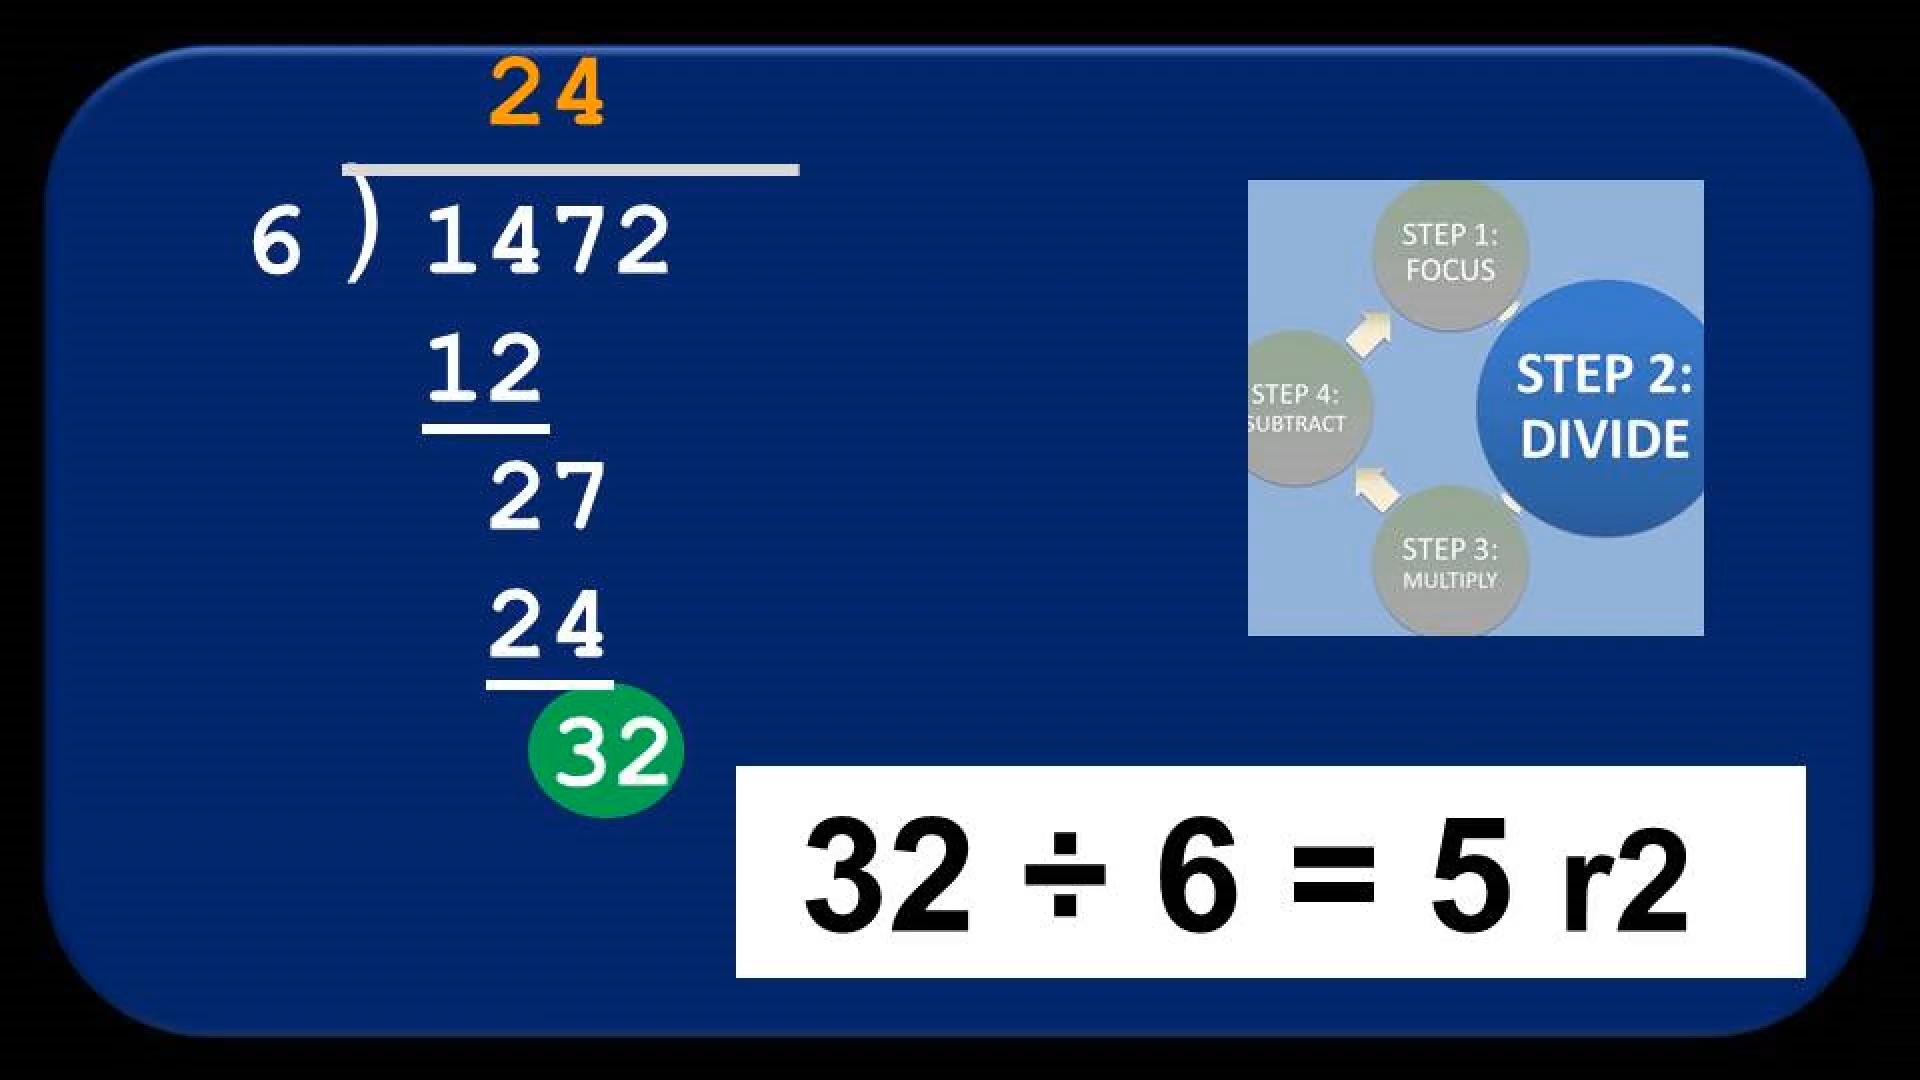 24
6 ) 1472
12
27
24
32
STEP 1:
FOCUS
STEP 2:
DIVIDE
STEP 3:
MULTIPLY
STEP 4:
SUBTRACT
32 ÷ 6 = 5 r2